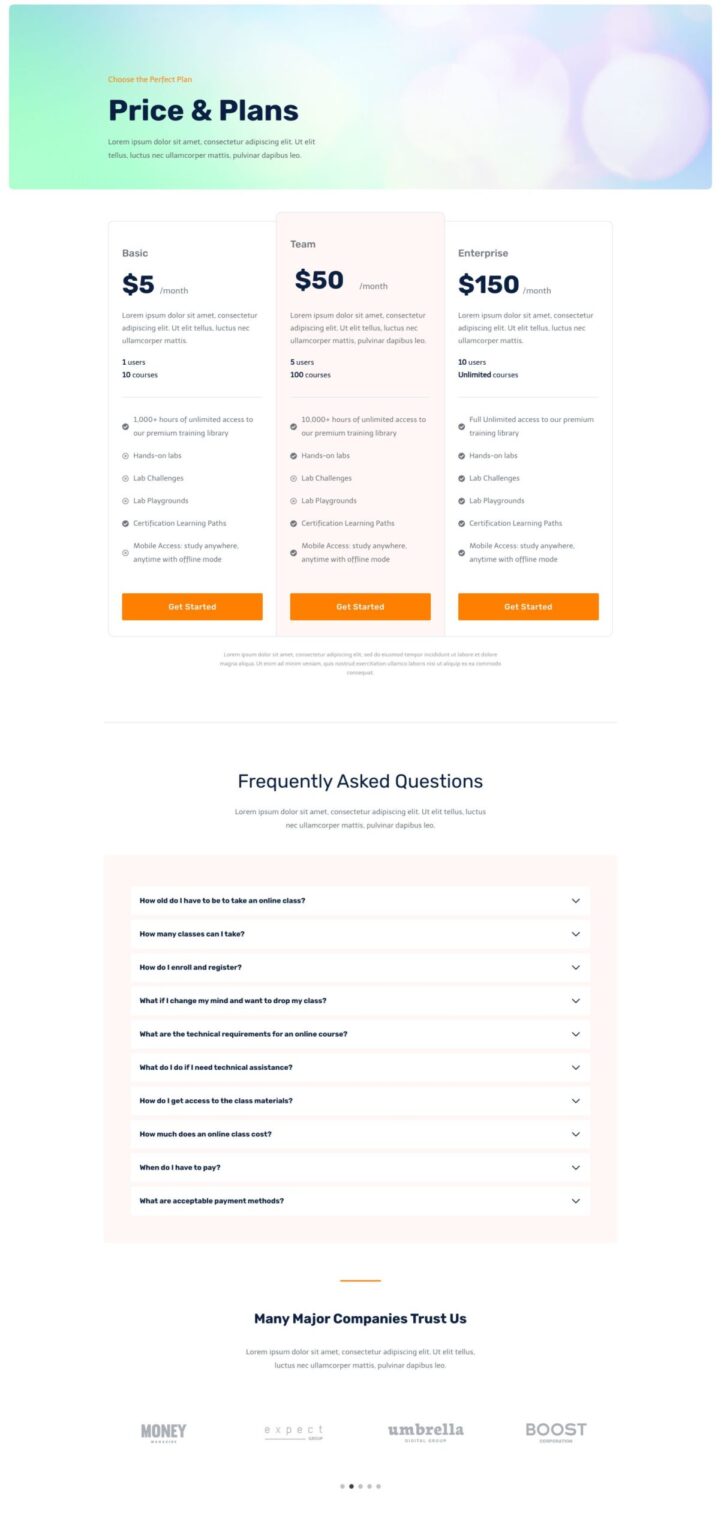 Choose the Perfect Plan
Price & Plans
Lorem ipsum dolor sit amet, consectetur adipiscing elit. Ut elit
tellus, luctus nec ullamcorper mattis, pulvinar dapibus leo.
Basic
$5 /month
Lorem ipsum dolor sit amet, consectetur
adipiscing elit. Ut elit tellus, luctus nec
ullamcorper mattis.
1 users
10 courses
1,000+ hours of unlimited access to
our premium training library
Hands-on labs
Lab Challenges
Lab Playgrounds
Certification Learning Paths
Mobile Access: study anywhere,
anytime with offline mode
Get Started
Team
$50 /month
Lorem ipsum dolor sit amet, consectetur
adipiscing elit. Ut elit tellus, luctus nec
ullamcorper mattis, pulvinar dapibus leo.
5 users
100 courses
10,000+ hours of unlimited access to
our premium training library
Hands-on labs
Lab Challenges
Lab Playgrounds
Certification Learning Paths
Mobile Access: study anywhere,
anytime with offline mode
Get Started
Enterprise
$150 /month
Lorem ipsum dolor sit amet, consectetur
adipiscing elit. Ut elit tellus, luctus nec
ullamcorper mattis.
10 users
Unlimited courses
Full Unlimited access to our premium
training library
Hands-on labs
Lab Challenges
Lab Playgrounds
Certification Learning Paths
Mobile Access: study anywhere,
anytime with offline mode
Get Started
Lorem ipsum dolor sit amet, consectetur adipiscing elit, sed do eiusmod tempor incididunt ut labore et dolore
magna aliqua. Ut enim ad minim veniam, quis nostrud exercitation ullamco laboris nisi ut aliquip ex ea commodo
consequat.
Frequently Asked Questions
Lorem ipsum dolor sit amet, consectetur adipiscing elit. Ut elit tellus, luctus
nec ullamcorper mattis, pulvinar dapibus leo.
How old do I have to be to take an online class?
How many classes can I take?
How do I enroll and register?
What if I change my mind and want to drop my class?
What are the technical requirements for an online course?
What do I do if I need technical assistance?
How do I get access to the class materials?
How much does an online class cost?
When do I have to pay?
What are acceptable payment methods?
Many Major Companies Trust Us
Lorem ipsum dolor sit amet, consectetur adipiscing elit. Ut elit tellus,
luctus nec ullamcorper mattis, pulvinar dapibus leo.
MONEY
MAGAZINE
expect
GROUP
umbrella
DIGITAL GROUP
BOOST
CORPORATION